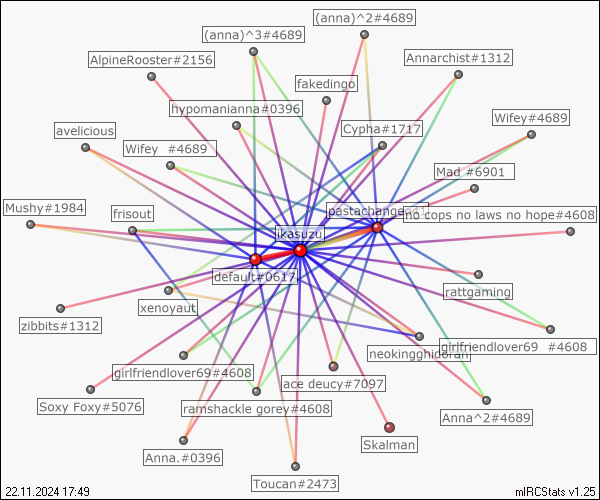 (anna)^2#4689
(anna)^3#4689
AlpineRooster#2156
Annarchist#1312
fakedingo
hypomanianna#0396
Wifey#4689
avelicious
Cypha#1717
Wifey #4689
Mad #6901
Mushy#1984
frisout
no cops no laws no hope#4608
ikasuzu
default#0617
rattgaming
xenoyaut
zibbits#1312
girlfriendlover69 #4608
neokingghidorah
girlfriendlover69#4608
ace deucy#7097
Soxy Foxy#5076
ramshackle gorey#4608
Anna^2#4689
Skalman
Anna.#0396
Toucan#2473
22.11.2024 17:49
mIRCStats v1.25